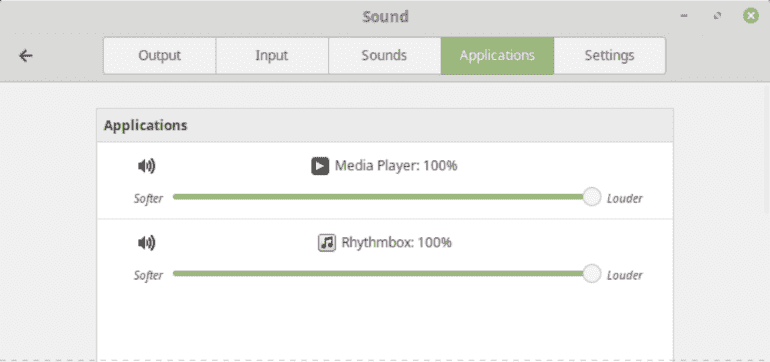 Sound
Output Input Sounds Applications Settings
Applications
Media Player: 100%
Softer Louder
Rhythmbox: 100%
Softer Louder